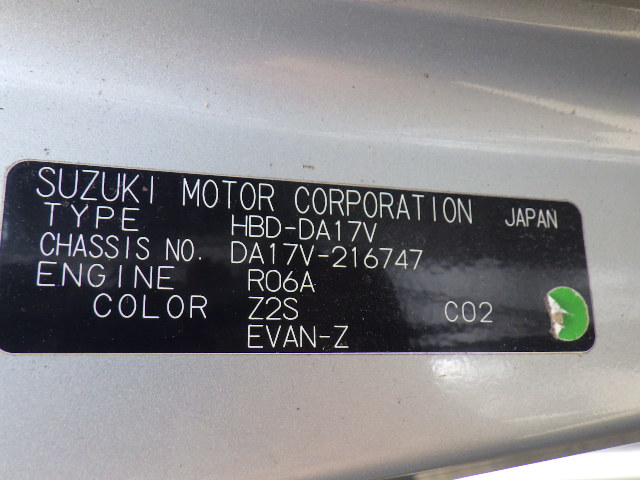 SUZUKI MOTOR CORPORATION JAPAN
TYPE HBD-DA17V
CHASSIS NO. DA17V-216747
ENGINE R06A
COLOR Z2S C02
EVAN-Z